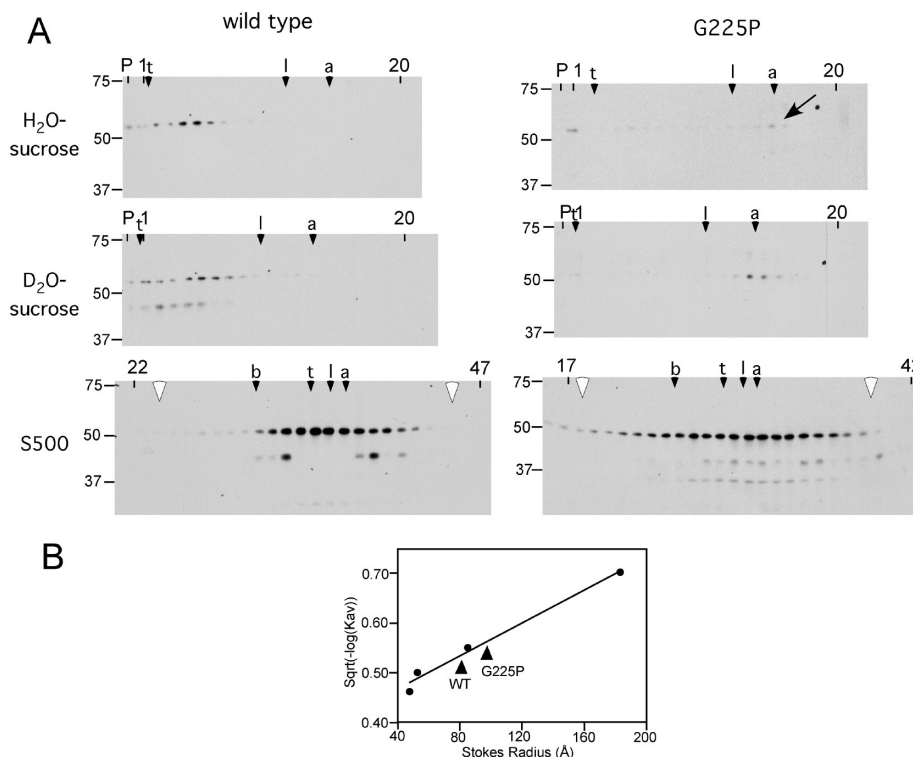 A
wild type
G225P
H2O-sucrose
75
50
37
P 1 t l a 20
75
50
37
P 1 t l a 20
D2O-sucrose
75
50
37
P t 1 l a 20
75
50
37
P t 1 l a 20
S500
75
50
37
22 b t l a 47
75
50
37
17 b t l a 42
B
Sqrt(-log(Kav))
0.70
0.60
0.50
0.40
WT
G225P
40 80 120 160 200
Stokes Radius (Å)